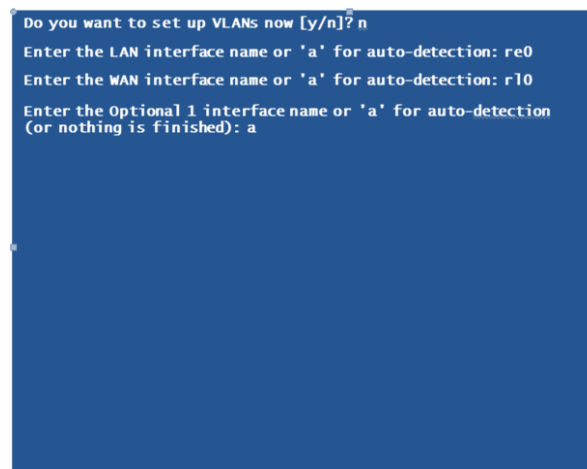 Do you want to set up VLANs now [y/n]? n
Enter the LAN interface name or 'a' for auto-detection: re0
Enter the WAN interface name or 'a' for auto-detection: rl0
Enter the Optional 1 interface name or 'a' for auto-detection
(or nothing is finished): a